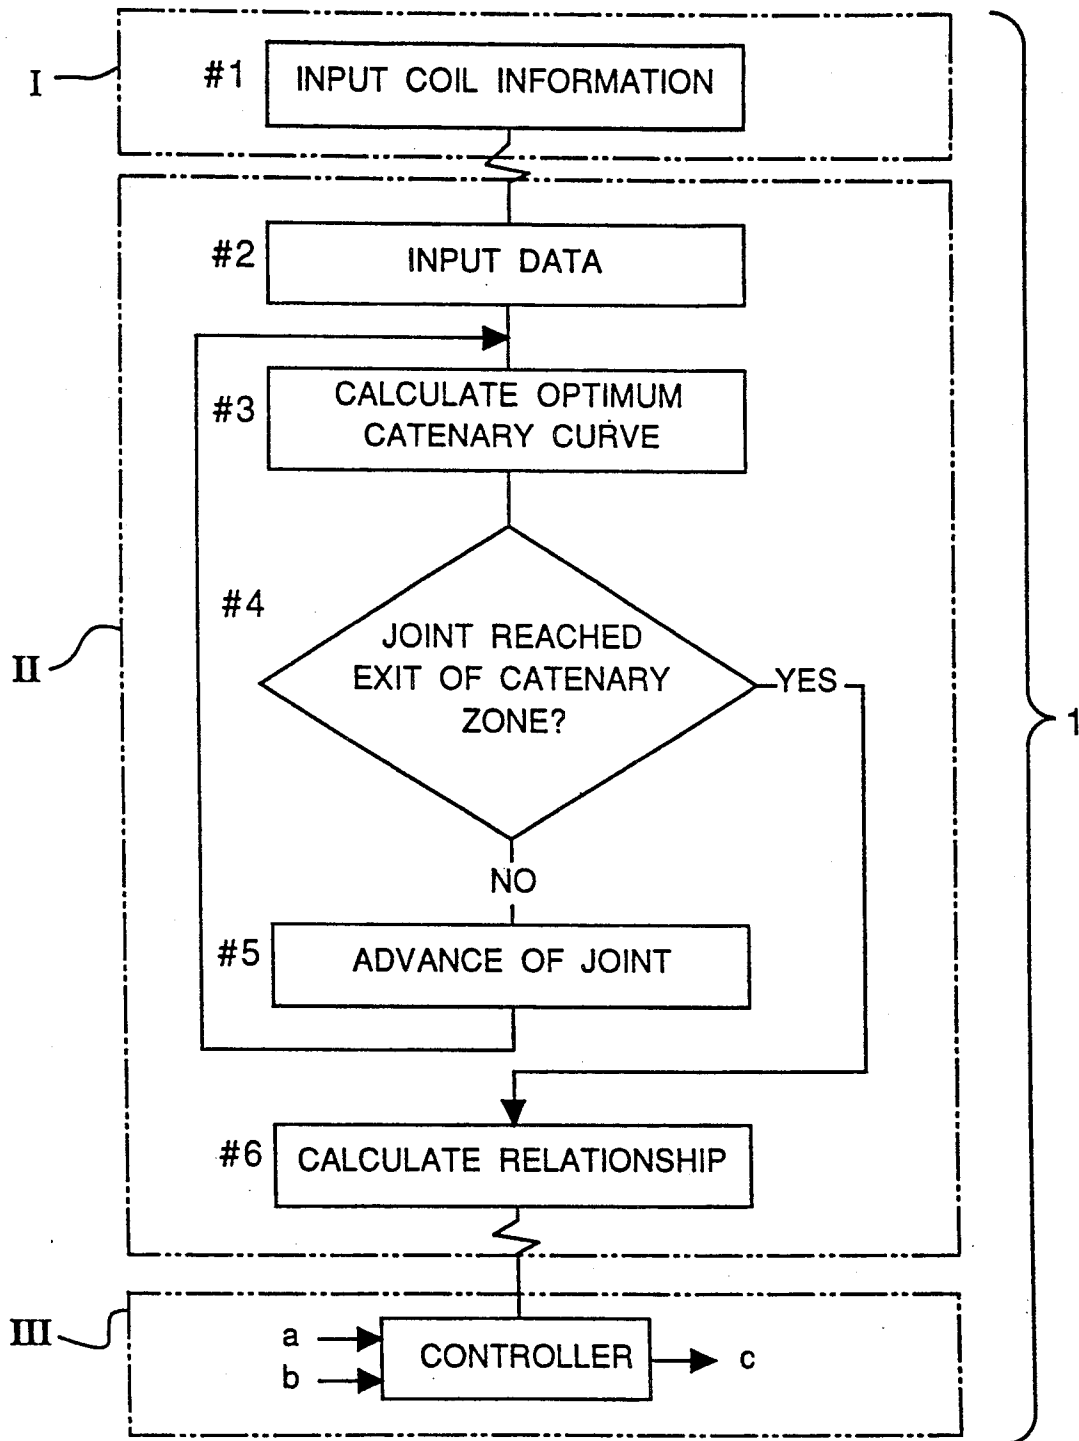 I
#1
INPUT COIL INFORMATION
#2
INPUT DATA
#3
CALCULATE OPTIMUM
CATENARY CURVE
#4
JOINT REACHED
EXIT OF CATENARY
ZONE?
YES
II
1
NO
#5
ADVANCE OF JOINT
#6
CALCULATE RELATIONSHIP
III
a
b
CONTROLLER
c